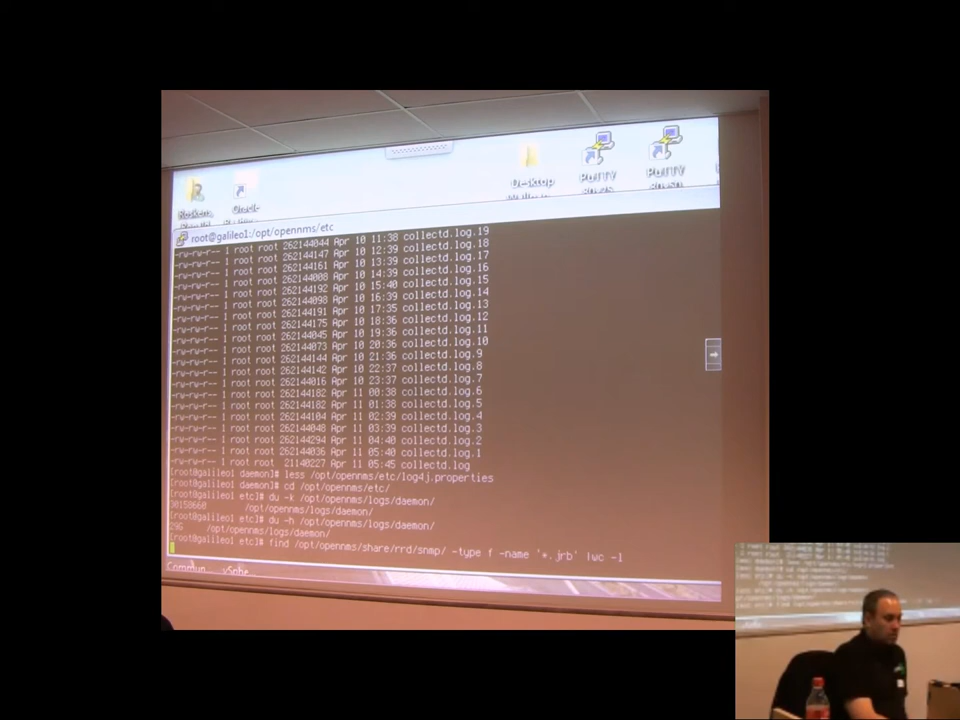 PuTTY
PuTTY
Desktop
Oracle
root@galileo1:/opt/opennms/etc
-rw-rw-r-- 1 root root 262144044 Apr 10 11:38 collectd.log.19
-rw-rw-r-- 1 root root 262144147 Apr 10 12:39 collectd.log.18
-rw-rw-r-- 1 root root 262144161 Apr 10 13:39 collectd.log.17
-rw-rw-r-- 1 root root 262144008 Apr 10 14:39 collectd.log.16
-rw-rw-r-- 1 root root 262144192 Apr 10 15:40 collectd.log.15
-rw-rw-r-- 1 root root 262144098 Apr 10 16:39 collectd.log.14
-rw-rw-r-- 1 root root 262144191 Apr 10 17:35 collectd.log.13
-rw-rw-r-- 1 root root 262144175 Apr 10 18:36 collectd.log.12
-rw-rw-r-- 1 root root 262144045 Apr 10 19:36 collectd.log.11
-rw-rw-r-- 1 root root 262144073 Apr 10 20:36 collectd.log.10
-rw-rw-r-- 1 root root 262144144 Apr 10 21:36 collectd.log.9
-rw-rw-r-- 1 root root 262144142 Apr 10 22:37 collectd.log.8
-rw-rw-r-- 1 root root 262144016 Apr 10 23:37 collectd.log.7
-rw-rw-r-- 1 root root 262144182 Apr 11 00:38 collectd.log.6
-rw-rw-r-- 1 root root 262144182 Apr 11 01:38 collectd.log.5
-rw-rw-r-- 1 root root 262144104 Apr 11 02:39 collectd.log.4
-rw-rw-r-- 1 root root 262144048 Apr 11 03:39 collectd.log.3
-rw-rw-r-- 1 root root 262144294 Apr 11 04:40 collectd.log.2
-rw-rw-r-- 1 root root 262144036 Apr 11 05:40 collectd.log.1
-rw-rw-r-- 1 root root 21140227 Apr 11 05:45 collectd.log
[root@galileo1 daemon]# less /opt/opennms/etc/log4j.properties
[root@galileo1 daemon]# cd /opt/opennms/etc/
[root@galileo1 etc]# du -k /opt/opennms/logs/daemon/
30158660 /opt/opennms/logs/daemon/
[root@galileo1 etc]# du -h /opt/opennms/logs/daemon/
29G /opt/opennms/logs/daemon/
[root@galileo1 etc]# find /opt/opennms/share/rrd/snmp/ -type f -name '*.jrb' |wc -l